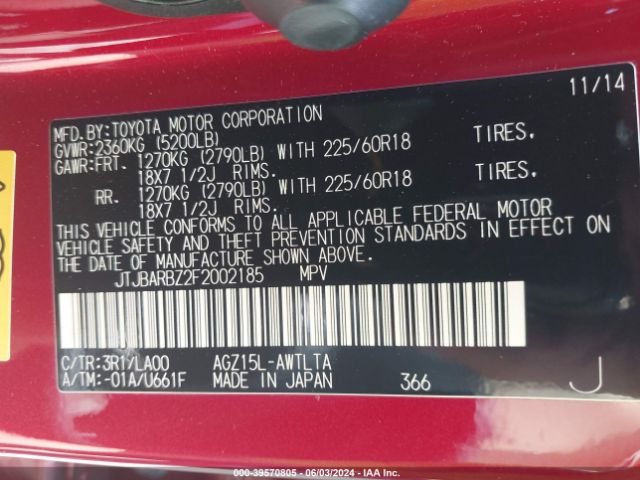 11/14
MFD.BY:TOYOTA MOTOR CORPORATION
GVWR:2360KG (5200LB)
GAWR:FRT. 1270KG (2790LB) WITH 225/60R18 TIRES,
18X7 1/2J RIMS.
RR. 1270KG (2790LB) WITH 225/60R18 TIRES,
18X7 1/2J RIMS.
THIS VEHICLE CONFORMS TO ALL APPLICABLE FEDERAL MOTOR
VEHICLE SAFETY AND THEFT PREVENTION STANDARDS IN EFFECT ON
THE DATE OF MANUFACTURE SHOWN ABOVE.
JTJBARBZ2F2002185 MPV
C/TR:3R1/LA00 AGZ15L-AWTLTA
A/TM:-01A/U661F MADE IN JAPAN 366 J
000-39570805 - 06/03/2024 - IAA Inc.